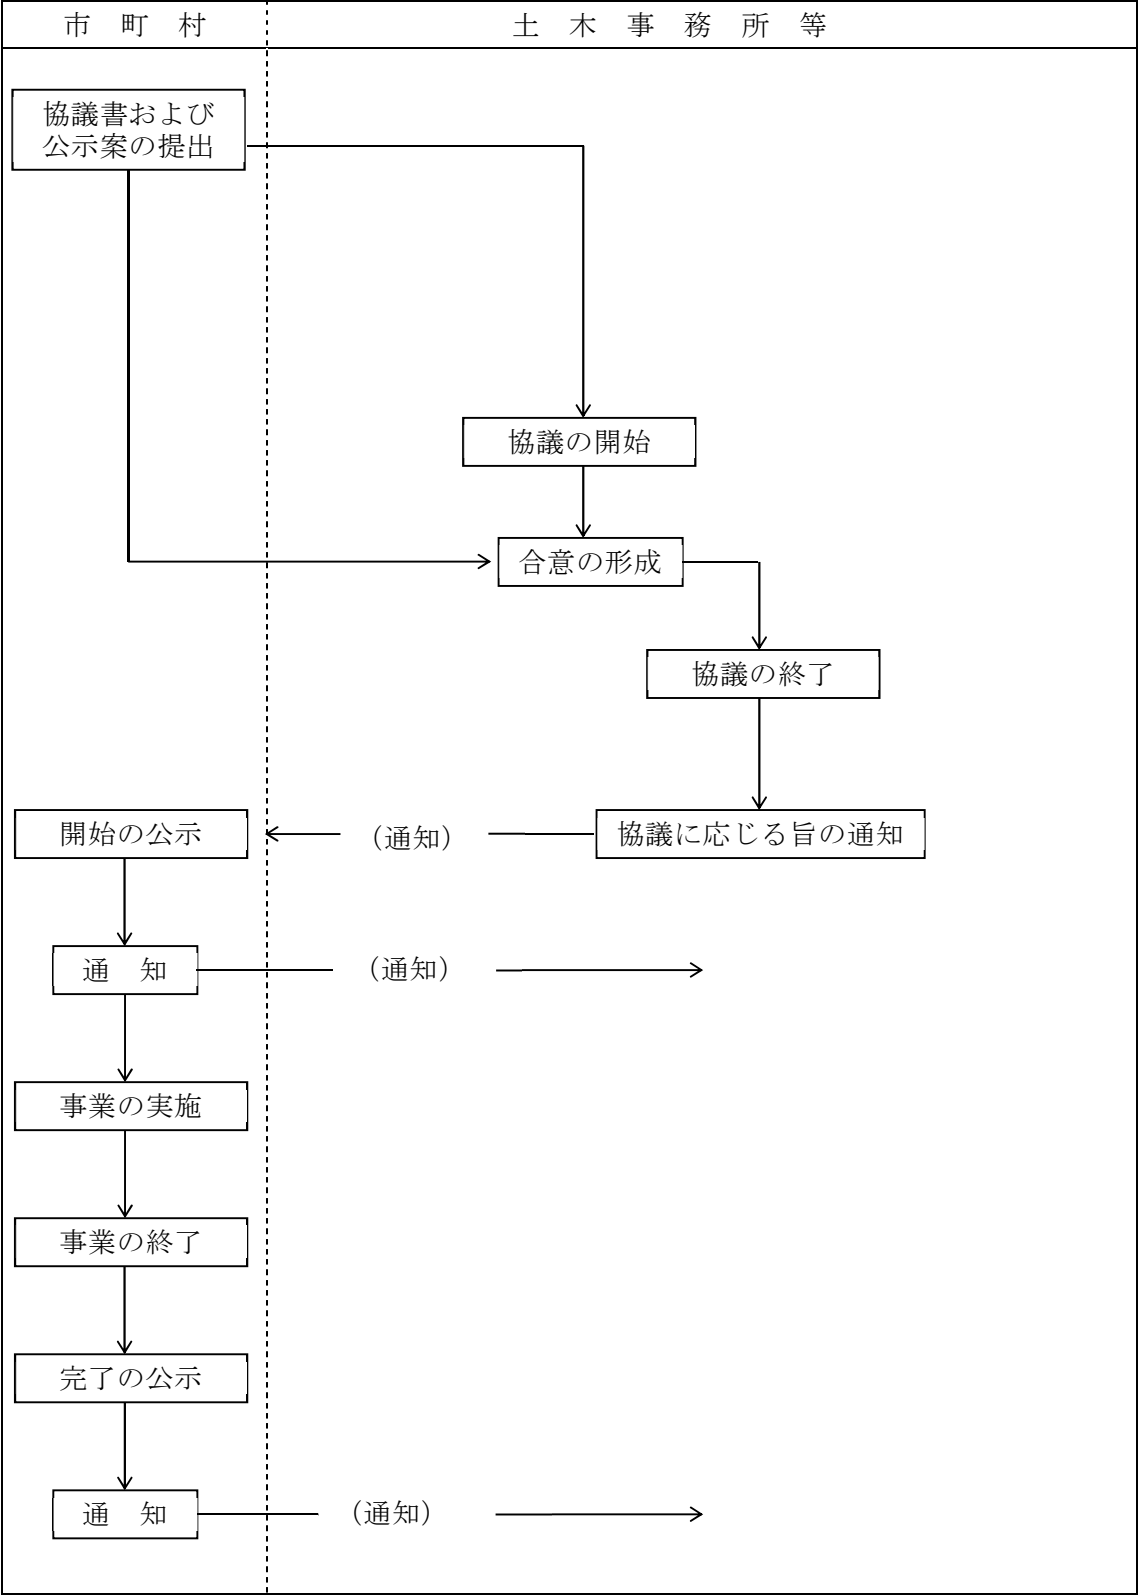 市　町　村
土　木　事　務　所　等
協議書および
公示案の提出
協議の開始
合意の形成
協議の終了
開始の公示
（通知）
協議に応じる旨の通知
通　知
（通知）
事業の実施
事業の終了
完了の公示
通　知
（通知）